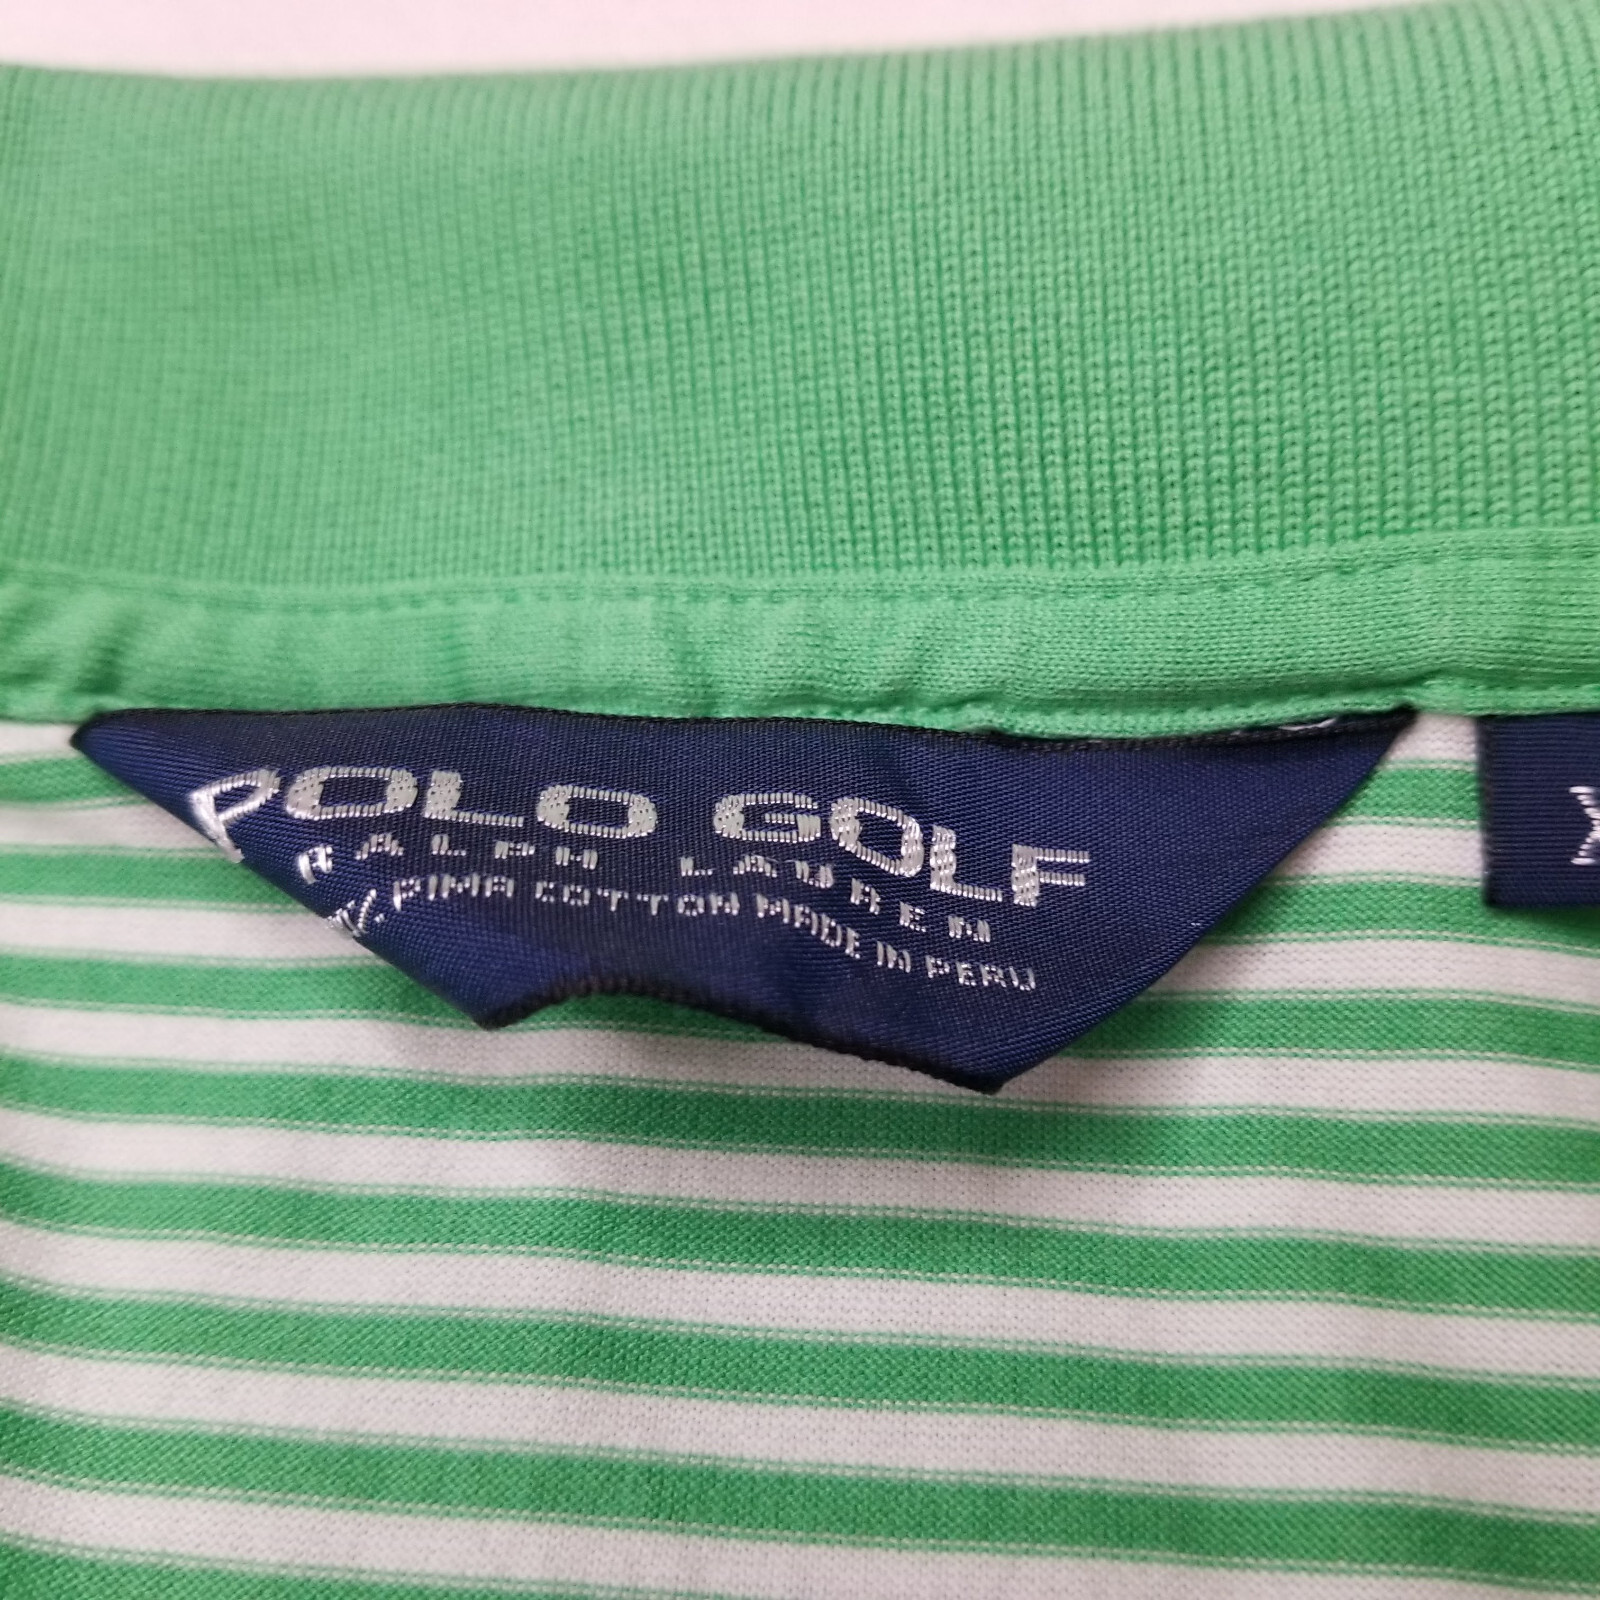 POLO GOLF
RALPH LAUREN
PIMA COTTON MADE IN PERU
X